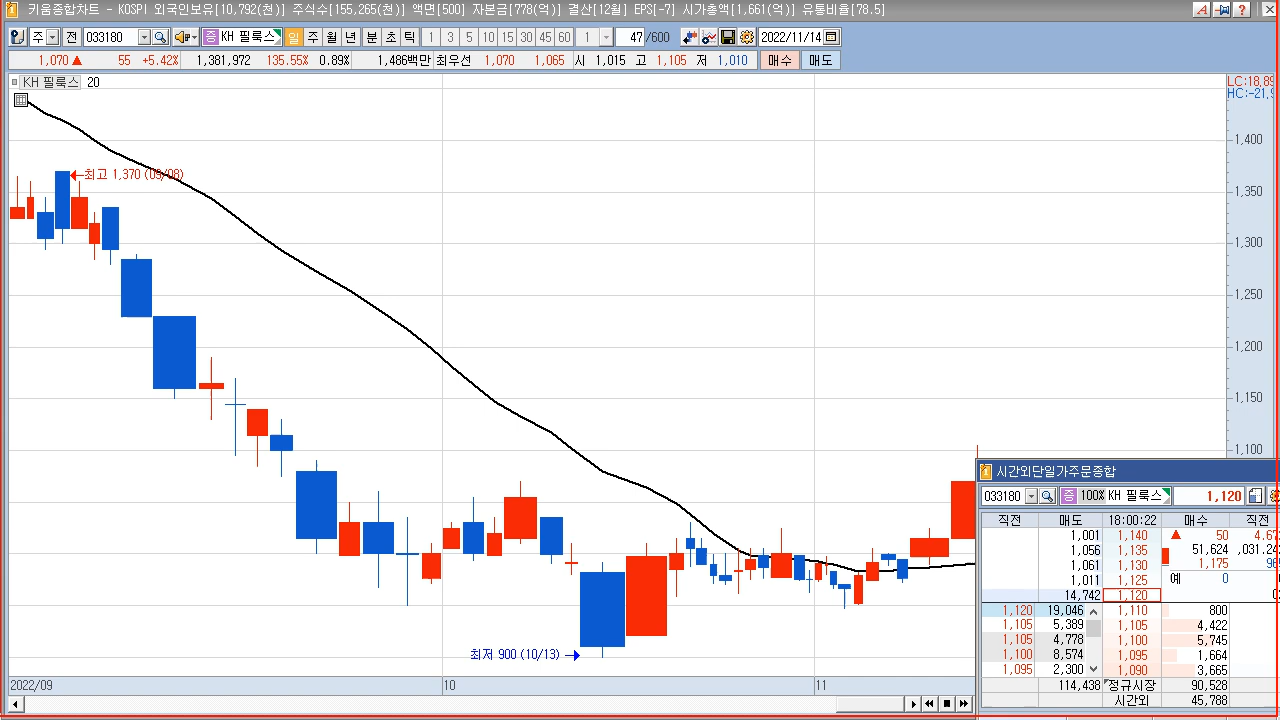 키움종합차트 - KOSPI 외국인보유[10,792(천)] 주식수[155,265(천)] 액면[500] 자본금[778(억)] 결산[12월] EPS[-7] 시가총액[1,661(억)] 유통비율[78.5]
주 전 033180 증 KH 필룩스 일 주 월 년 분 초 틱 1 3 5 10 15 30 45 60 1 47 /600 2022/11/14
1,070 ▲ 55 +5.42% 1,381,972 135.55% 0.89% 1,486백만 최우선 1,070 1,065 시 1,015 고 1,105 저 1,010 매수 매도
KH 필룩스 20
LC:18.89
1,400
최고 1,370 (09/08)
1,350
1,300
1,250
1,200
1,150
1,100
최저 900 (10/13)
2022/09 10 11
시간외단일가주문종합
033180 증 100% KH 필룩스 1,120
직전 매도 18:00:22 매수 직전
1,001 1,140 ▲ 50 4.67
1,056 1,135 51,624 ,031.24
1,061 1,130 1,175
1,011 1,125 예 0
14,742 1,120
1,120 19,046 1,110 800
1,105 5,389 1,105 4,422
1,105 4,778 1,100 5,745
1,100 8,574 1,095 1,664
1,095 2,300 1,090 3,665
114,438 정규시장 90,528
시간외 45,788